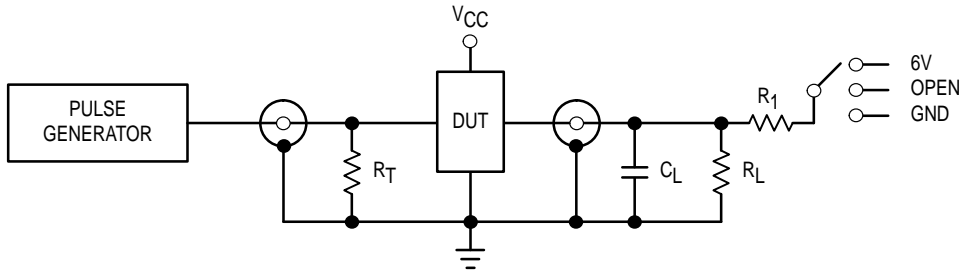 VCC
6V
OPEN
GND
R1
PULSE
GENERATOR
DUT
RT
CL
RL